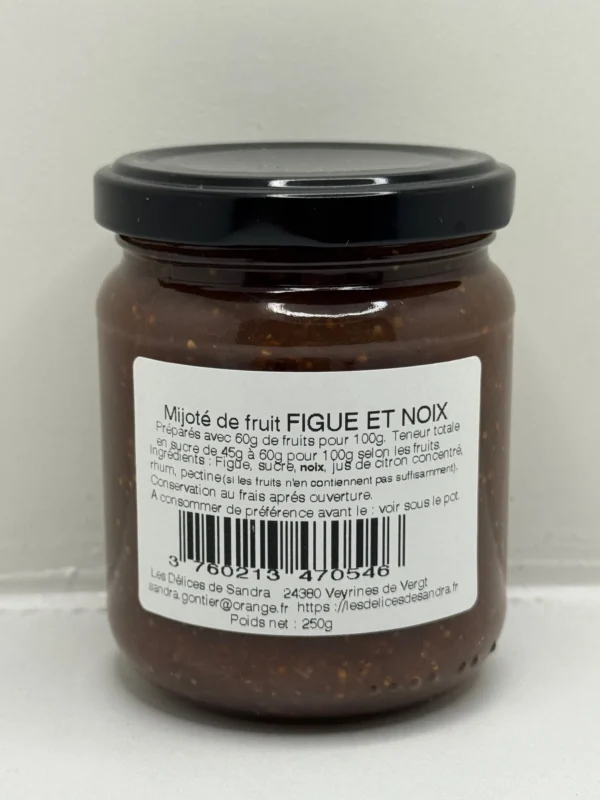 Mijoté de fruit FIGUE ET NOIX
Préparés avec 60g de fruits pour 100g. Teneur totale
en sucre de 45g à 60g pour 100g selon les fruits.
Ingrédients : Figue, sucre, noix, jus de citron concentré,
rhum, pectine (si les fruits n'en contiennent pas suffisamment).
Conservation au frais aprés ouverture.
A consommer de préférence avant le : voir sous le pot.
3 760213 470546
Les Délices de Sandra 24380 Veyrines de Vergt
sandra.gontier@orange.fr https://lesdelicesdesandra.fr
Poids net : 250g